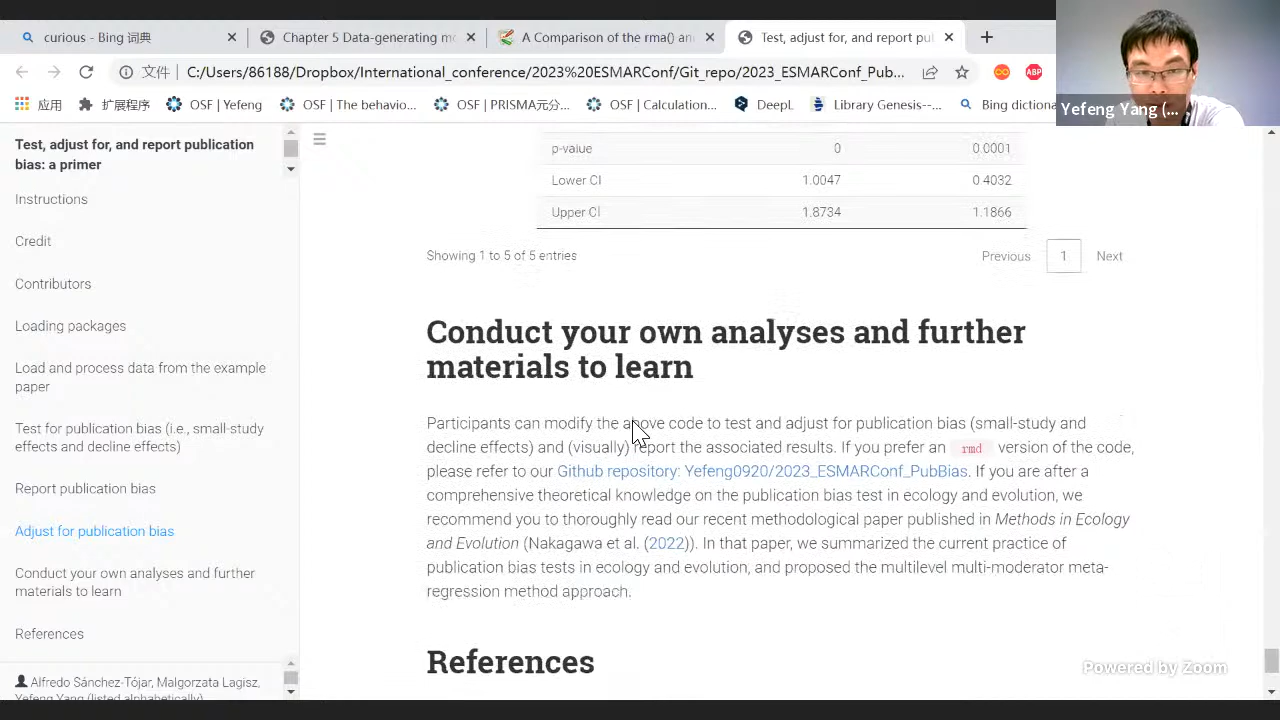 curious - Bing 词典
Chapter 5 Data-generating mo
A Comparison of the rma() an
Test, adjust for, and report pu
文件
C:/Users/86188/Dropbox/International_conference/2023%20ESMARConf/Git_repo/2023_ESMARConf_Pub...
ABP
应用
扩展程序
OSF | Yefeng
OSF | The behavio...
OSF | PRISMA元分...
OSF | Calculation...
DeepL
Library Genesis--...
Bing dictiona
Yefeng Yang (...
Test, adjust for, and report publication
bias: a primer
Instructions
Credit
Contributors
Loading packages
Load and process data from the example
paper
Test for publication bias (i.e., small-study
effects and decline effects)
Report publication bias
Adjust for publication bias
Conduct your own analyses and further
materials to learn
References
Alfredo Sánchez-Tójar, Malgorzata Lagisz,
Yefeng Yang (listed alphabetically)
p-value 0 0.0001
Lower CI 1.0047 0.4032
Upper CI 1.8734 1.1866
Showing 1 to 5 of 5 entries
Previous 1 Next
Conduct your own analyses and further
materials to learn
Participants can modify the above code to test and adjust for publication bias (small-study and
decline effects) and (visually) report the associated results. If you prefer an rmd version of the code,
please refer to our Github repository: Yefeng0920/2023_ESMARConf_PubBias. If you are after a
comprehensive theoretical knowledge on the publication bias test in ecology and evolution, we
recommend you to thoroughly read our recent methodological paper published in Methods in Ecology
and Evolution (Nakagawa et al. (2022)). In that paper, we summarized the current practice of
publication bias tests in ecology and evolution, and proposed the multilevel multi-moderator meta-
regression method approach.
References
Powered by Zoom